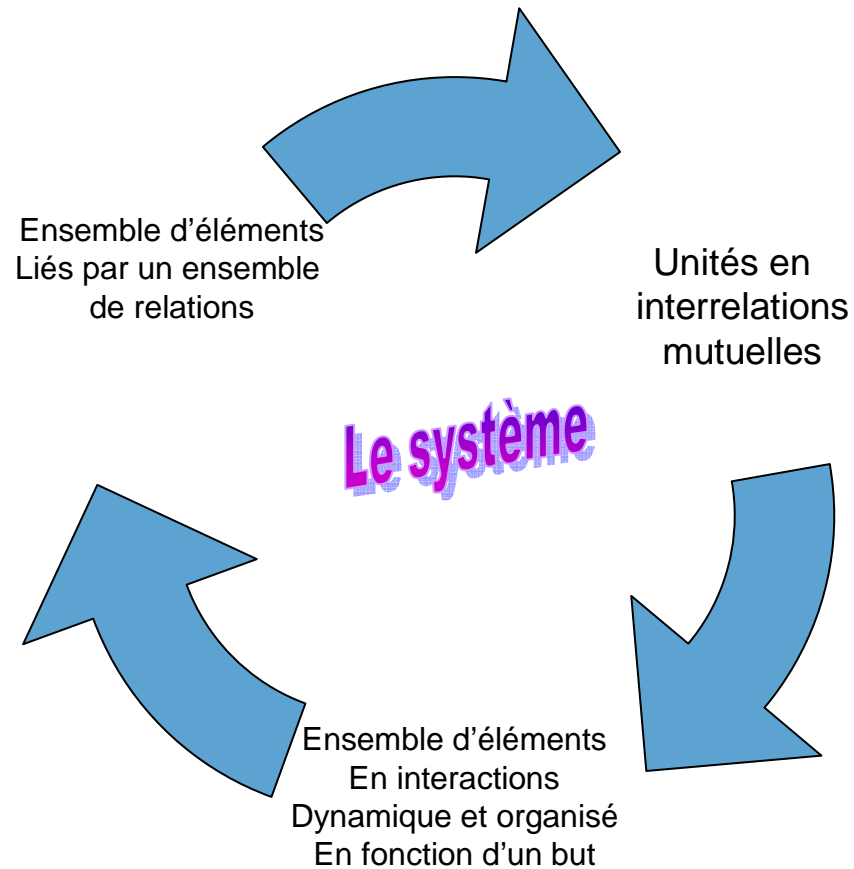 Ensemble d'éléments
Liés par un ensemble
de relations
Unités en
interrelations
mutuelles
Le système
Ensemble d'éléments
En interactions
Dynamique et organisé
En fonction d'un but